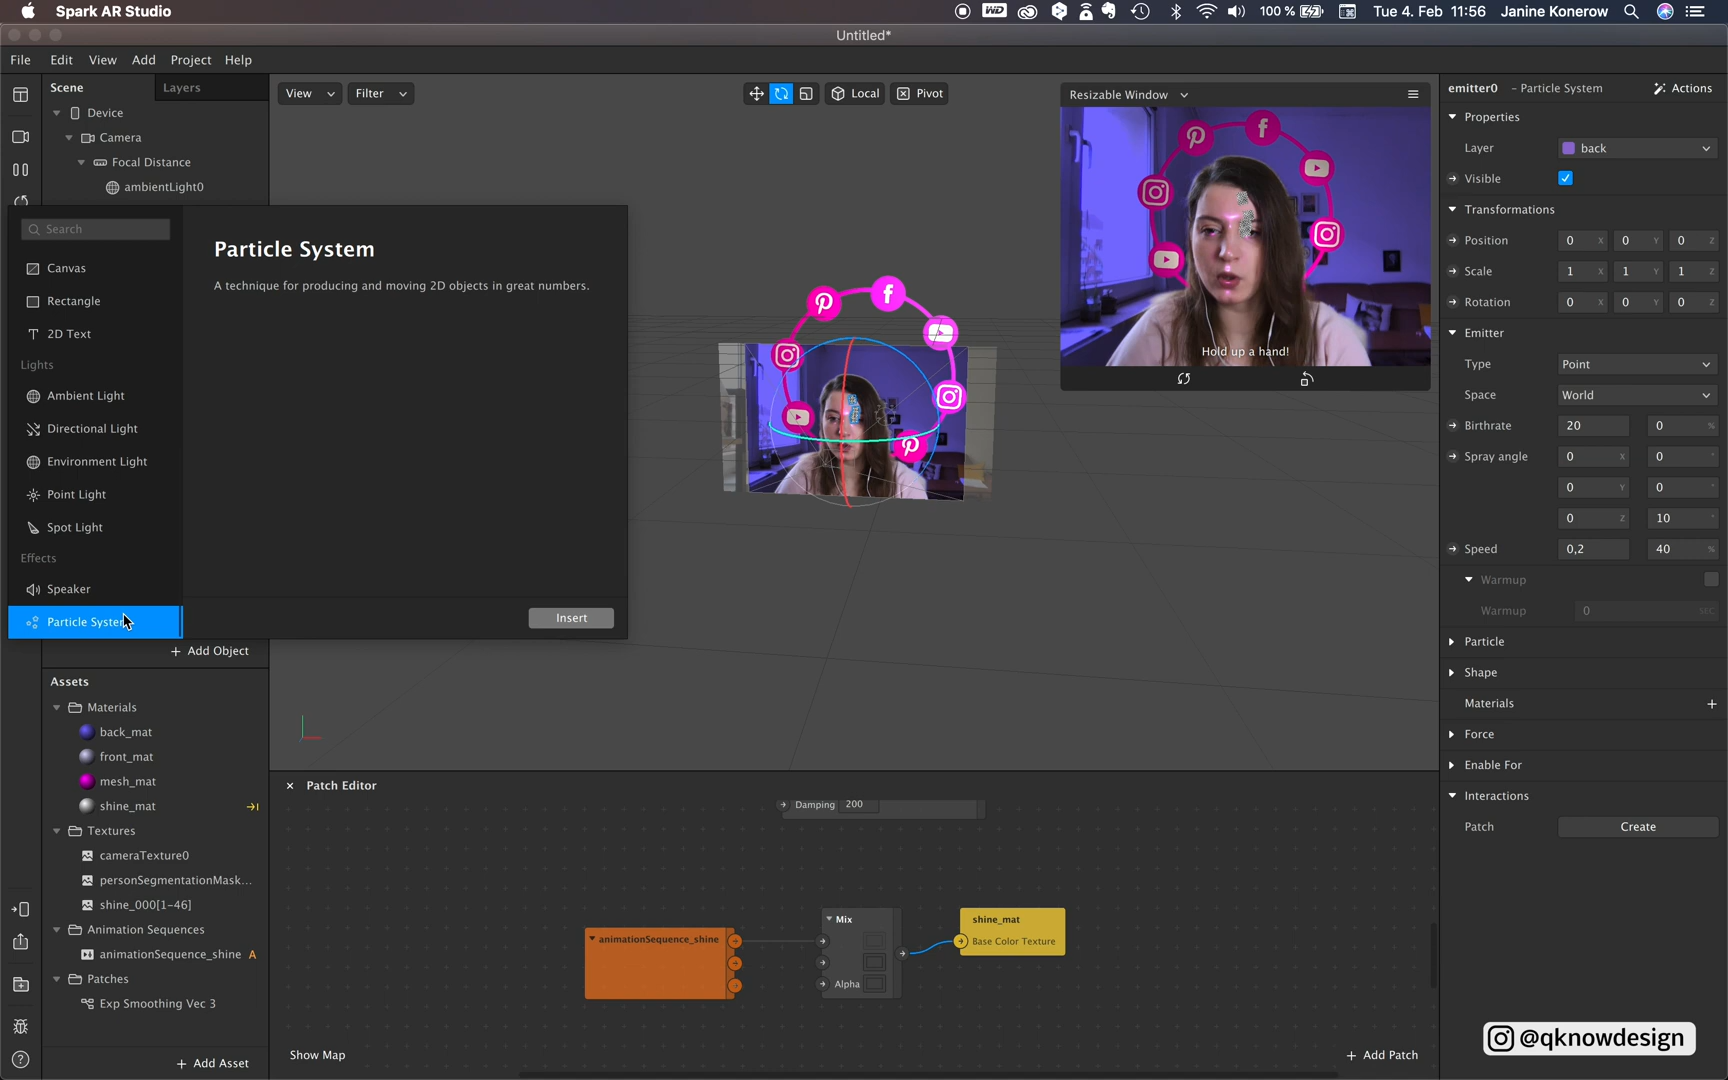 Spark AR Studio
100 %
Tue 4. Feb 11:56
Janine Konerow
Untitled*
File Edit View Add Project Help
Scene
Layers
Device
Camera
Focal Distance
ambientLight0
Search
Canvas
Rectangle
2D Text
Lights
Ambient Light
Directional Light
Environment Light
Point Light
Spot Light
Effects
Speaker
Particle System
Particle System
A technique for producing and moving 2D objects in great numbers.
Insert
+ Add Object
Assets
Materials
back_mat
front_mat
mesh_mat
shine_mat
Textures
cameraTexture0
personSegmentationMask...
shine_000[1-46]
Animation Sequences
animationSequence_shine A
Patches
Exp Smoothing Vec 3
+ Add Asset
View
Filter
Local
Pivot
Resizable Window
Hold up a hand!
Patch Editor
Damping 200
animationSequence_shine
Mix
Alpha
shine_mat
Base Color Texture
Show Map
+ Add Patch
emitter0 - Particle System
Actions
Properties
Layer back
Visible
Transformations
Position 0 X 0 Y 0 Z
Scale 1 X 1 Y 1 Z
Rotation 0 X 0 Y 0 Z
Emitter
Type Point
Space World
Birthrate 20 0 %
Spray angle 0 X 0 °
0 Y 0 °
0 Z 10 °
Speed 0,2 40 %
Warmup
Warmup 0 SEC
Particle
Shape
Materials +
Force
Enable For
Interactions
Patch Create
@qknowdesign